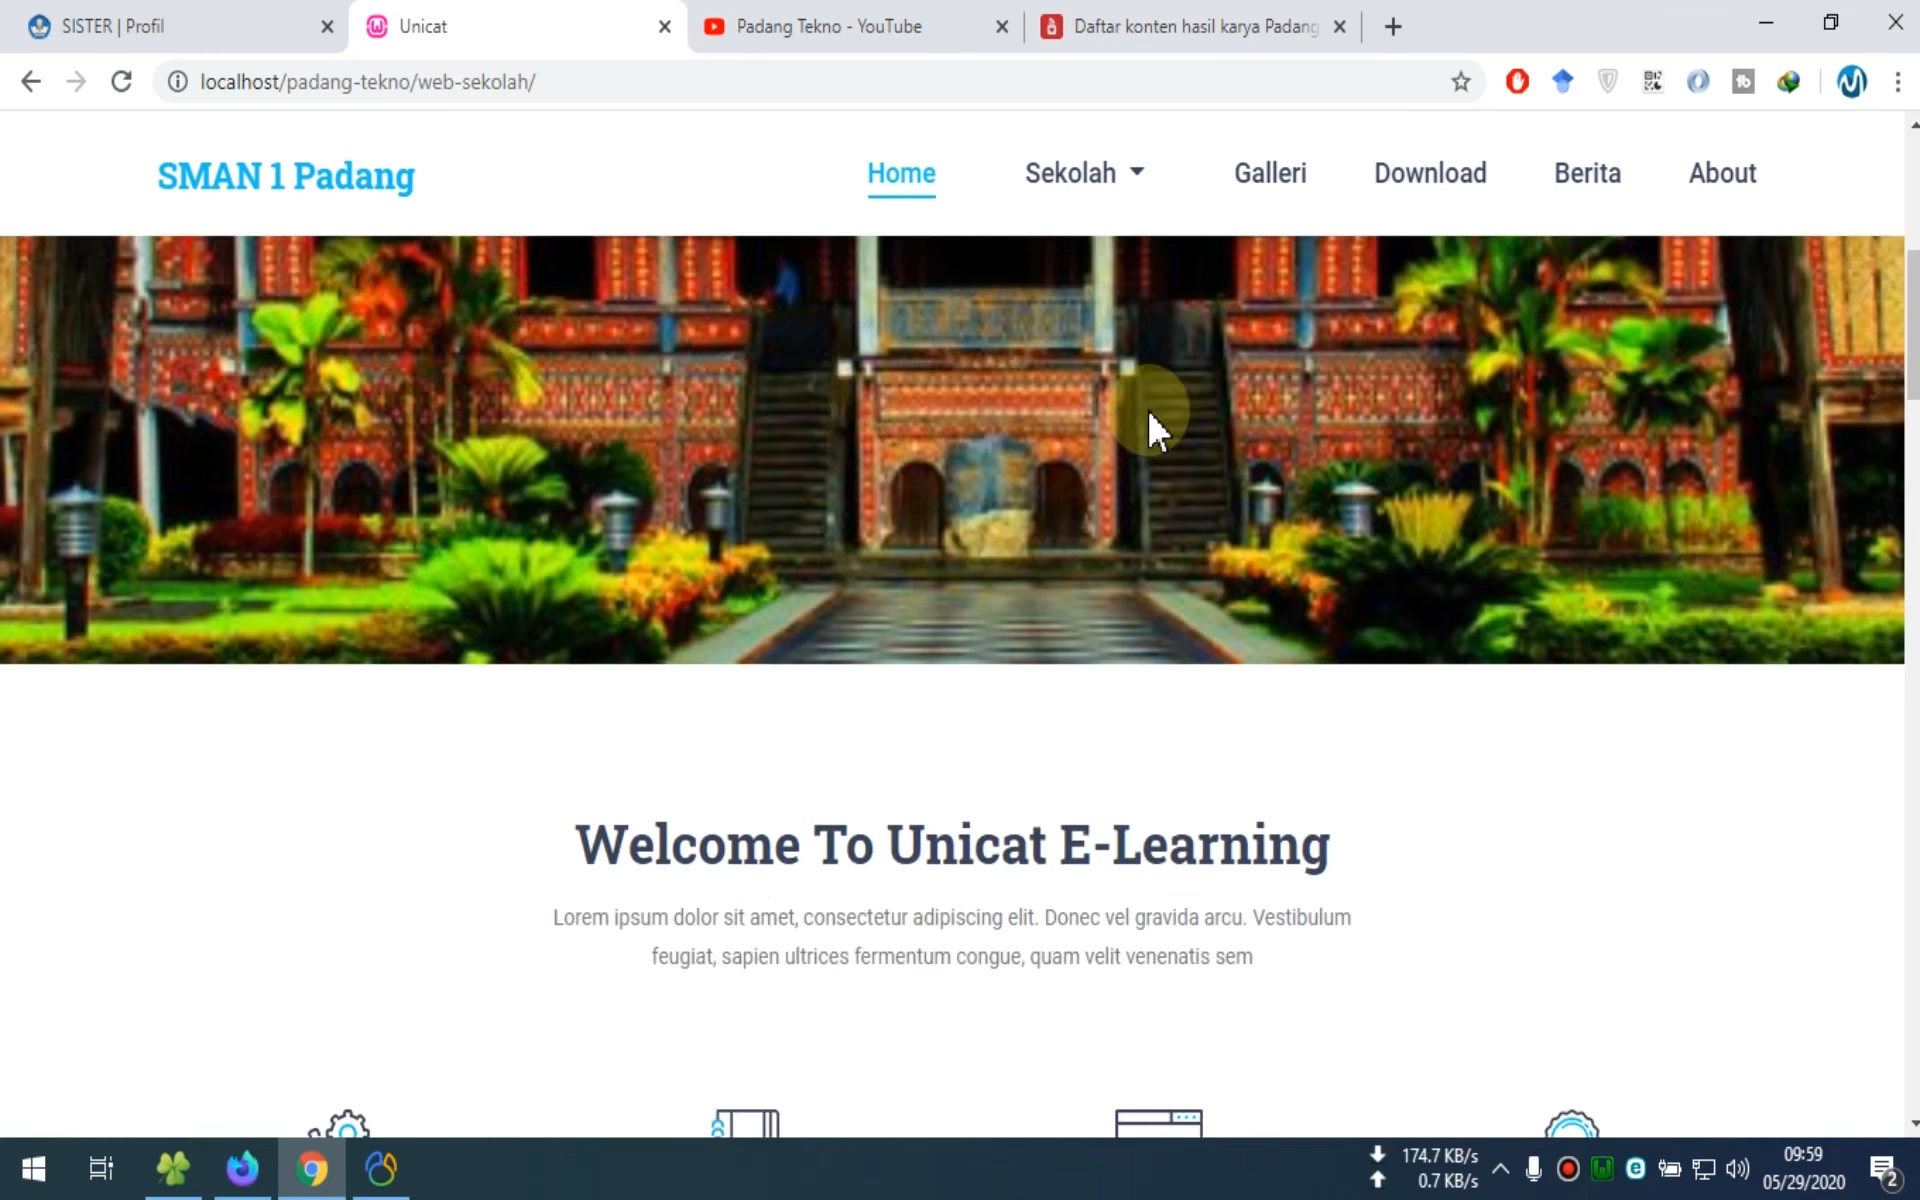 SISTER | Profil
Unicat
Padang Tekno - YouTube
Daftar konten hasil karya Padang
localhost/padang-tekno/web-sekolah/
SMAN 1 Padang
Home
Sekolah
Galleri
Download
Berita
About
Welcome To Unicat E-Learning
Lorem ipsum dolor sit amet, consectetur adipiscing elit. Donec vel gravida arcu. Vestibulum
feugiat, sapien ultrices fermentum congue, quam velit venenatis sem
174.7 KB/s
0.7 KB/s
09:59
05/29/2020
2